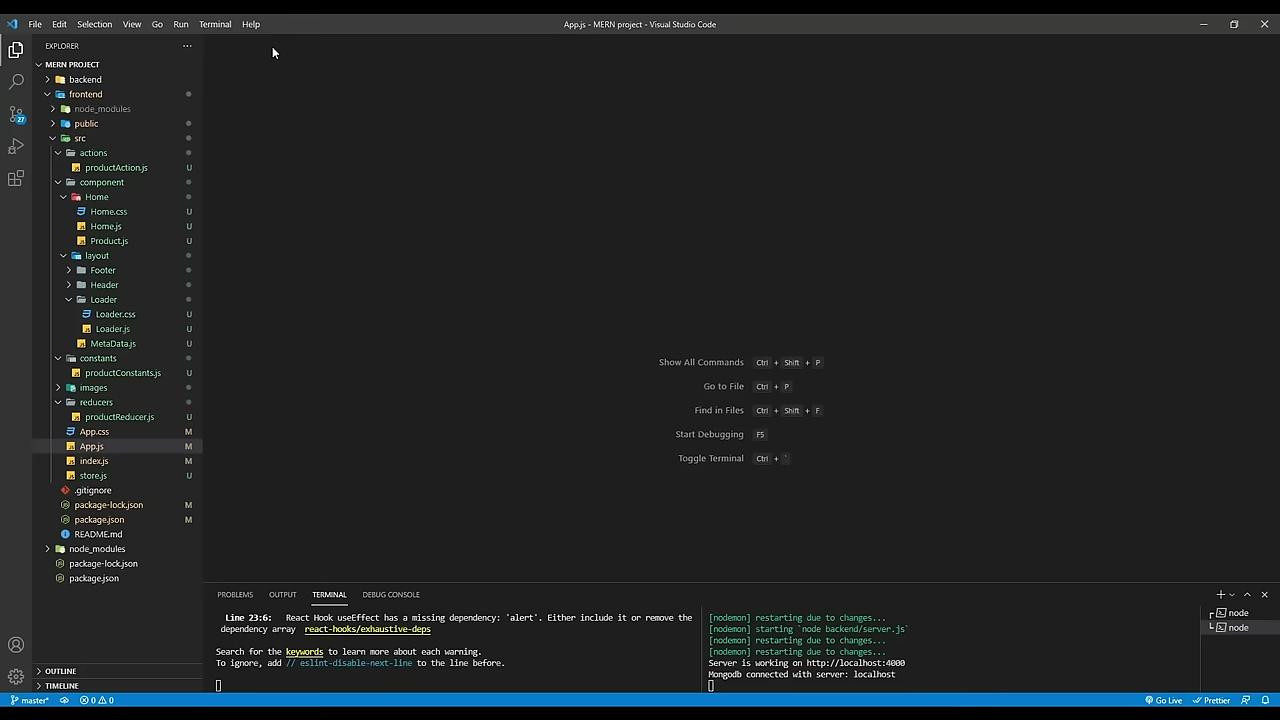 File Edit Selection View Go Run Terminal Help
App.js - MERN project - Visual Studio Code
EXPLORER
MERN PROJECT
backend
frontend
node_modules
public
src
actions
productAction.js U
component
Home
Home.css U
Home.js U
Product.js U
layout
Footer
Header
Loader
Loader.css U
Loader.js U
MetaData.js U
constants
productConstants.js U
images
reducers
productReducer.js U
App.css M
App.js M
index.js M
store.js U
.gitignore
package-lock.json M
package.json M
README.md
node_modules
package-lock.json
package.json
OUTLINE
TIMELINE
27
Show All Commands Ctrl + Shift + P
Go to File Ctrl + P
Find in Files Ctrl + Shift + F
Start Debugging F5
Toggle Terminal Ctrl + `
PROBLEMS OUTPUT TERMINAL DEBUG CONSOLE
Line 23:6: React Hook useEffect has a missing dependency: 'alert'. Either include it or remove the
dependency array react-hooks/exhaustive-deps
Search for the keywords to learn more about each warning.
To ignore, add // eslint-disable-next-line to the line before.
[nodemon] restarting due to changes...
[nodemon] starting `node backend/server.js`
[nodemon] restarting due to changes...
[nodemon] restarting due to changes...
Server is working on http://localhost:4000
Mongodb connected with server: localhost
node
node
master* 0 0
Go Live Prettier